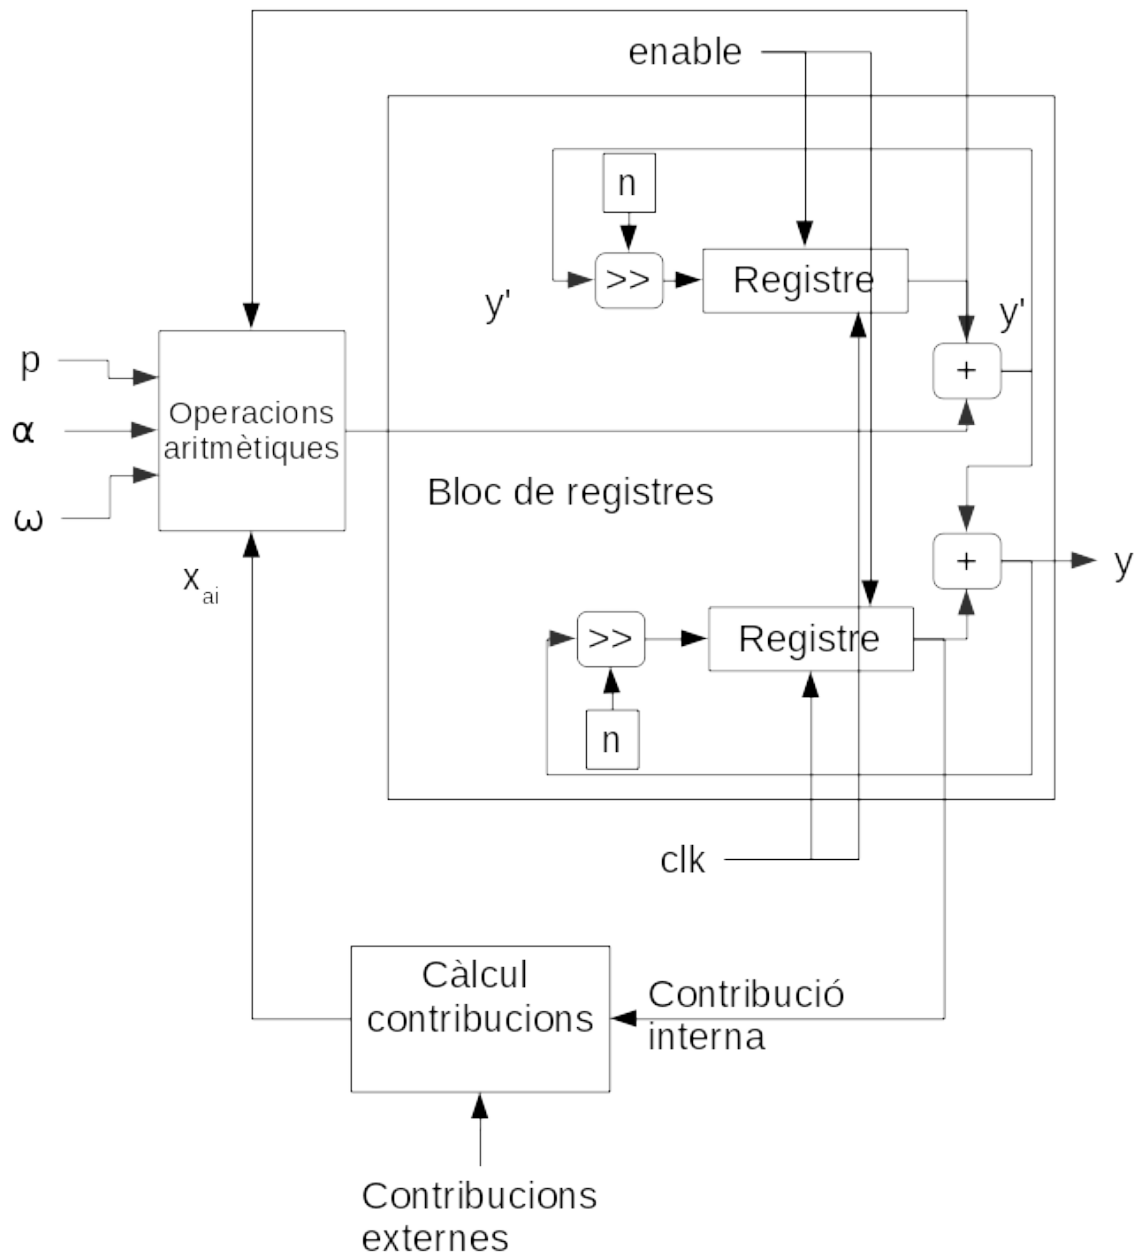 enable
n
>>
Registre
y'
y'
+
p
Operacions
aritmètiques
α
ω
Bloc de registres
x
ai
+
y
>>
Registre
n
clk
Càlcul
contribucions
Contribució
interna
Contribucions
externes